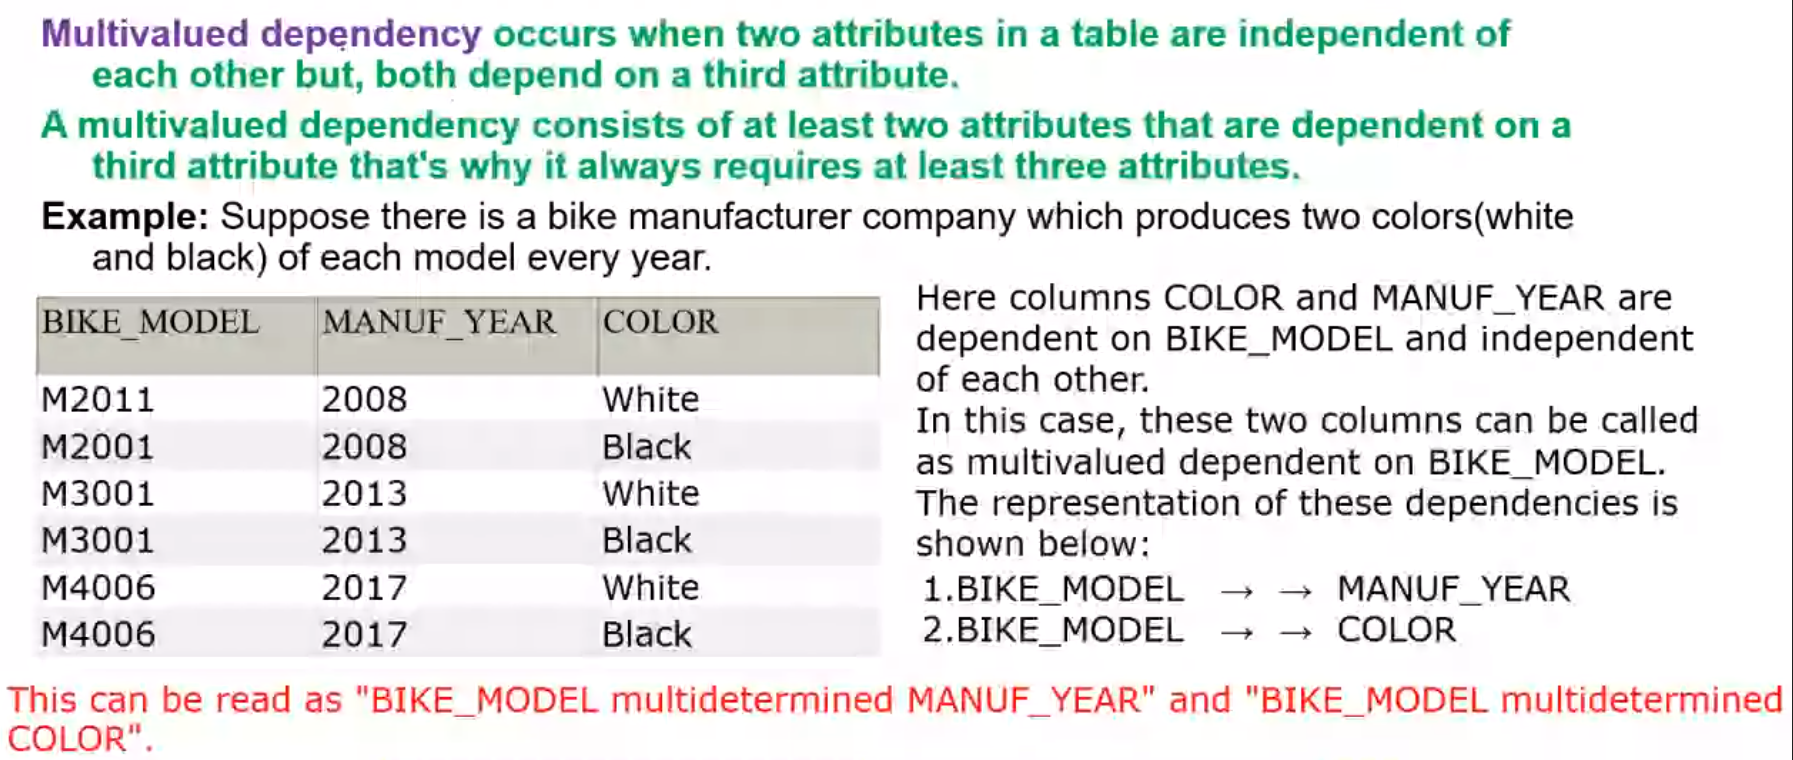 Multivalued dependency occurs when two attributes in a table are independent of
each other but, both depend on a third attribute.
A multivalued dependency consists of at least two attributes that are dependent on a
third attribute that's why it always requires at least three attributes.
Example: Suppose there is a bike manufacturer company which produces two colors(white
and black) of each model every year.
BIKE_MODEL MANUF_YEAR COLOR
M2011 2008 White
M2001 2008 Black
M3001 2013 White
M3001 2013 Black
M4006 2017 White
M4006 2017 Black
Here columns COLOR and MANUF_YEAR are
dependent on BIKE_MODEL and independent
of each other.
In this case, these two columns can be called
as multivalued dependent on BIKE_MODEL.
The representation of these dependencies is
shown below:
1.BIKE_MODEL → → MANUF_YEAR
2.BIKE_MODEL → → COLOR
This can be read as "BIKE_MODEL multidetermined MANUF_YEAR" and "BIKE_MODEL multidetermined
COLOR".